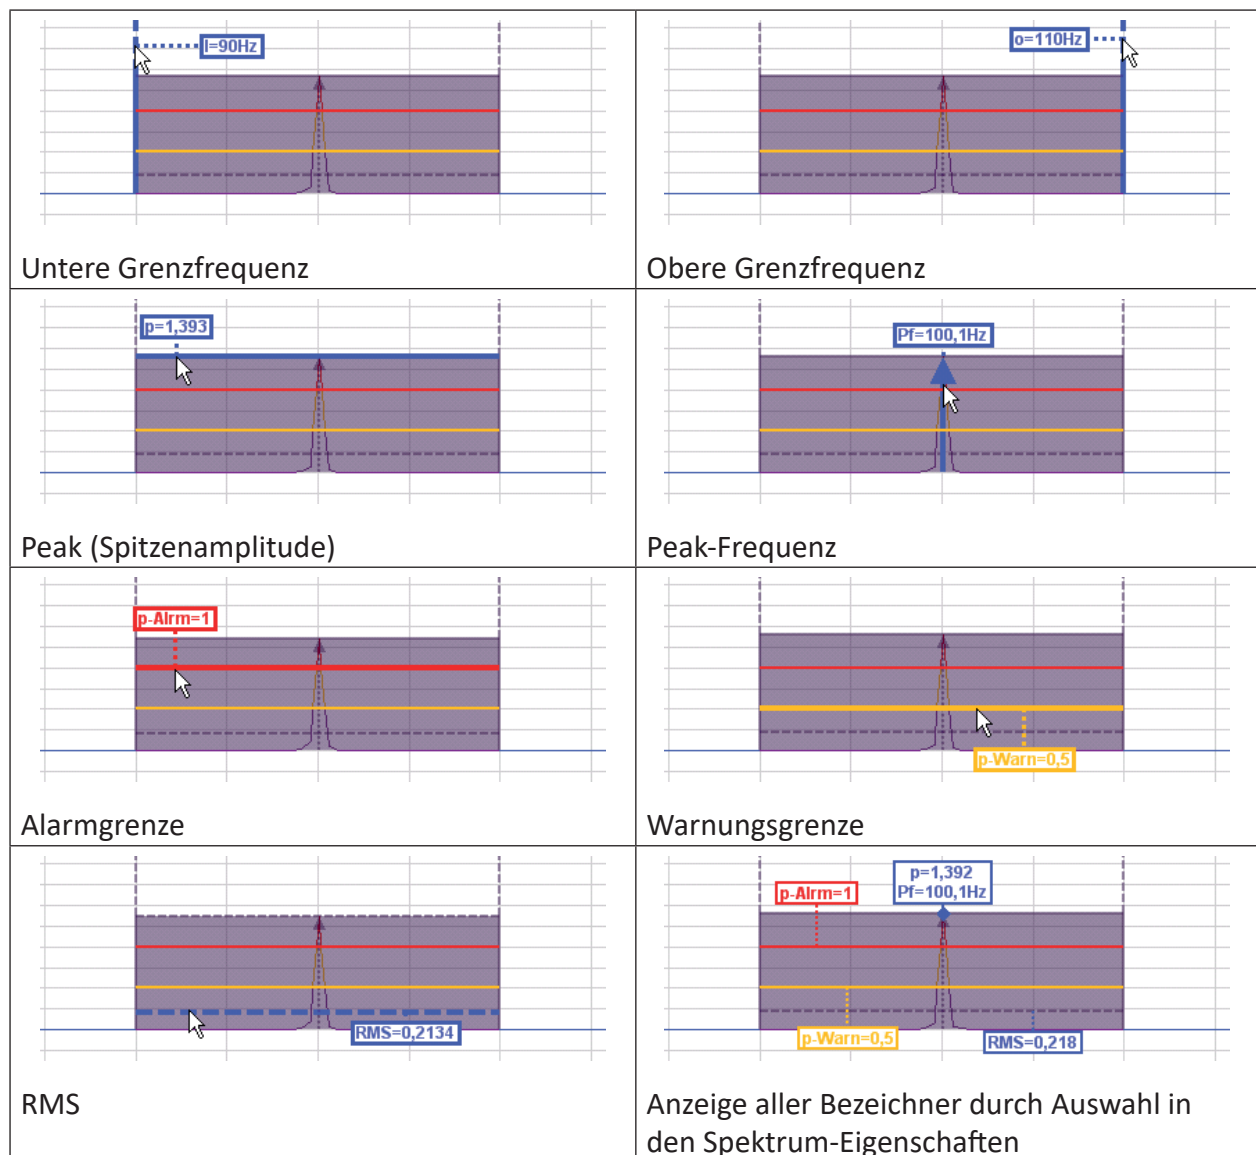 l=90Hz
Untere Grenzfrequenz
o=110Hz
Obere Grenzfrequenz
p=1,393
Peak (Spitzenamplitude)
Pf=100,1Hz
Peak-Frequenz
p-Alrm=1
Alarmgrenze
p-Warn=0,5
Warnungsgrenze
RMS=0,2134
RMS
p=1,392
Pf=100,1Hz
p-Alrm=1
p-Warn=0,5
RMS=0,218
Anzeige aller Bezeichner durch Auswahl in
den Spektrum-Eigenschaften